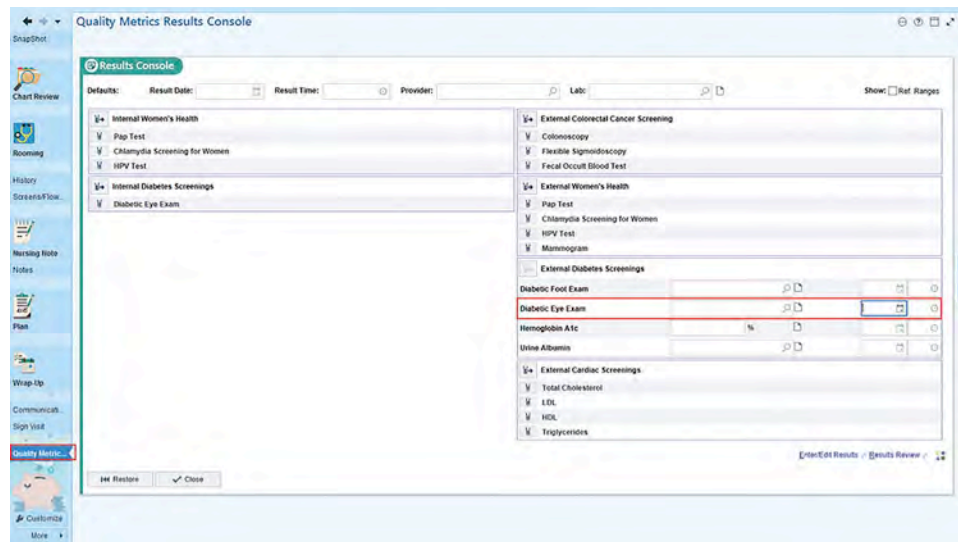 Quality Metrics Results Console
SnapShot
Chart Review
Rooming
History
Screens/Flow...
Nursing Note
Notes
Plan
Wrap-Up
Communicati...
Sign Visit
Quality Metric...
Customize
More
Results Console
Defaults: Result Date: Result Time: Provider: Lab: Show: Ref Ranges
Internal Women's Health
Pap Test
Chlamydia Screening for Women
HPV Test
Internal Diabetes Screenings
Diabetic Eye Exam
External Colorectal Cancer Screening
Colonoscopy
Flexible Sigmoidoscopy
Fecal Occult Blood Test
External Women's Health
Pap Test
Chlamydia Screening for Women
HPV Test
Mammogram
External Diabetes Screenings
Diabetic Foot Exam
Diabetic Eye Exam
Hemoglobin A1c %
Urine Albumin
External Cardiac Screenings
Total Cholesterol
LDL
HDL
Triglycerides
Enter/Edit Results Results Review
Restore Close